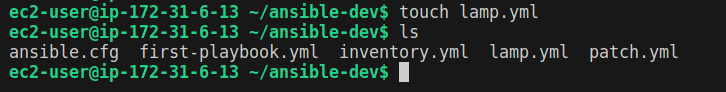 ec2-user@ip-172-31-6-13 ~/ansible-dev$ touch lamp.yml
ec2-user@ip-172-31-6-13 ~/ansible-dev$ ls
ansible.cfg  first-playbook.yml  inventory.yml  lamp.yml  patch.yml
ec2-user@ip-172-31-6-13 ~/ansible-dev$